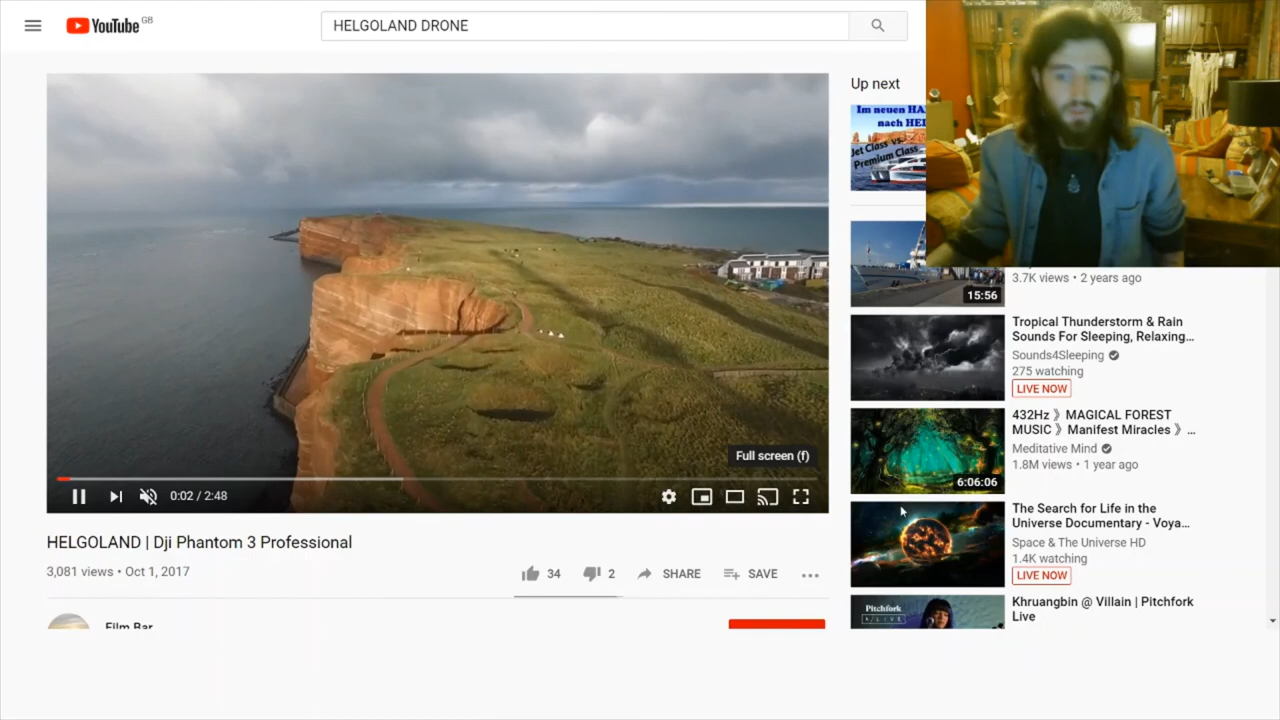 YouTube GB
HELGOLAND DRONE
Up next
Im neuen HA
nach HEL
Jet Class vs.
Premium Class
3.7K views • 2 years ago
15:56
Tropical Thunderstorm & Rain
Sounds For Sleeping, Relaxing...
Sounds4Sleeping
275 watching
LIVE NOW
432Hz 》 MAGICAL FOREST
MUSIC 》 Manifest Miracles 》...
Meditative Mind
1.8M views • 1 year ago
6:06:06
The Search for Life in the
Universe Documentary - Voya...
Space & The Universe HD
1.4K watching
LIVE NOW
Khruangbin @ Villain | Pitchfork
Live
Pitchfork
LIVE
Full screen (f)
0:02 / 2:48
HELGOLAND | Dji Phantom 3 Professional
3,081 views • Oct 1, 2017
34
2
SHARE
SAVE
Film Bar